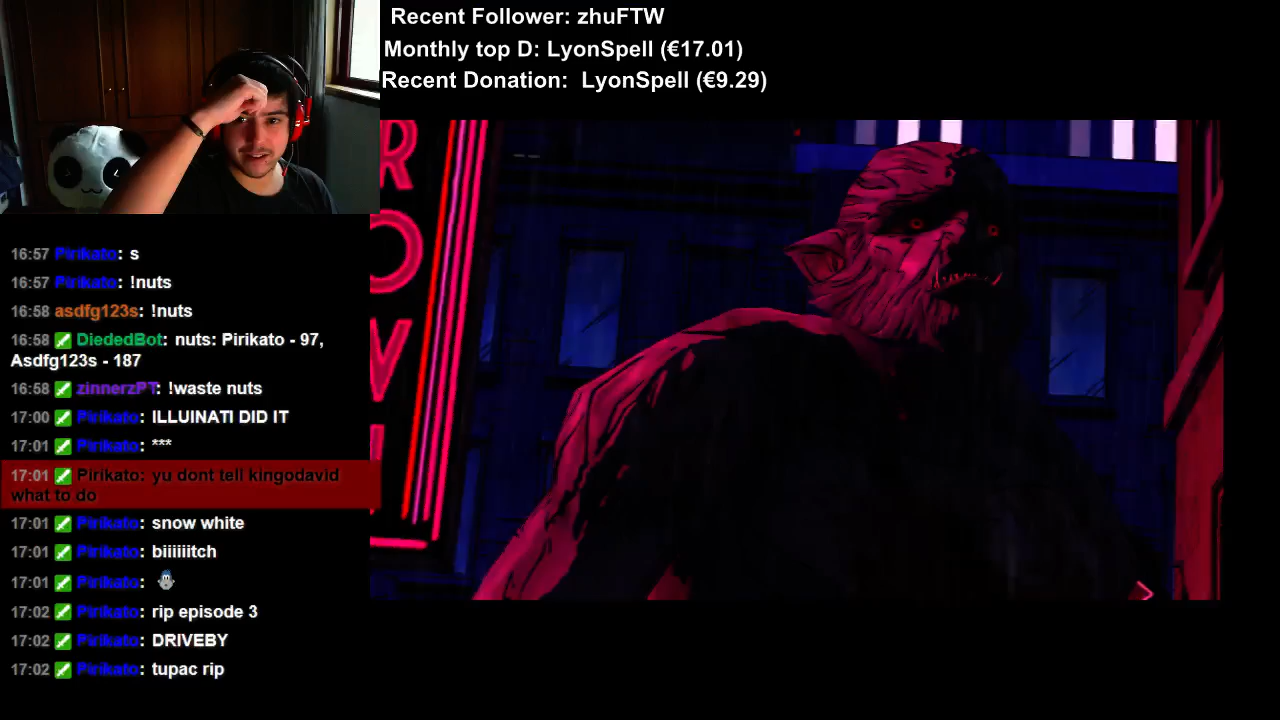 Recent Follower: zhuFTW
Monthly top D: LyonSpell (€17.01)
Recent Donation: LyonSpell (€9.29)
R
O
W
16:57 Pirikato: s
16:57 Pirikato: !nuts
16:58 asdfg123s: !nuts
16:58 DiededBot: nuts: Pirikato - 97,
Asdfg123s - 187
16:58 zinnerzPT: !waste nuts
17:00 Pirikato: ILLUINATI DID IT
17:01 Pirikato: ***
17:01 Pirikato: yu dont tell kingodavid
what to do
17:01 Pirikato: snow white
17:01 Pirikato: biiiiiitch
17:01 Pirikato:
17:02 Pirikato: rip episode 3
17:02 Pirikato: DRIVEBY
17:02 Pirikato: tupac rip